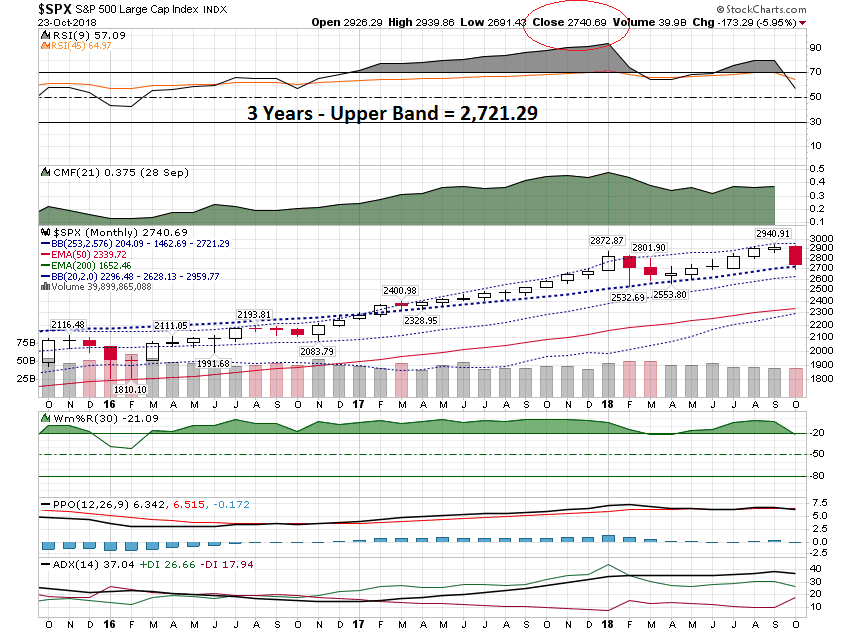 $SPX S&P 500 Large Cap Index INDX
© StockCharts.com
23-Oct-2018
Open 2926.29 High 2939.86 Low 2691.43 Close 2740.69 Volume 39.9B Chg -173.29 (-5.95%)
RSI(9) 57.09
RSI(45) 64.97
90
70
50
30
10
3 Years - Upper Band = 2,721.29
CMF(21) 0.375 (28 Sep)
0.5
0.4
0.3
0.2
0.1
$SPX (Monthly) 2740.69
BB(253,2.576) 204.09 - 1462.69 - 2721.29
EMA(50) 2339.72
EMA(200) 1652.46
BB(20,2.0) 2296.48 - 2628.13 - 2959.77
Volume 39,899,865,088
2116.48
1810.10
2111.05
1991.68
2193.81
2083.79
2400.98
2328.95
2872.87
2532.69
2801.90
2553.80
2940.91
3000
2900
2800
2700
2600
2500
2400
2300
2200
2100
2000
1900
1800
75B
50B
25B
O N D 16 F M A M J J A S O N D 17 F M A M J J A S O N D 18 F M A M J J A S O
Wm%R(30) -21.09
-20
-50
-80
PPO(12,26,9) 6.342, 6.515, -0.172
7.5
5.0
2.5
0.0
-2.5
ADX(14) 37.04 +DI 26.66 -DI 17.94
40
30
20
10
O N D 16 F M A M J J A S O N D 17 F M A M J J A S O N D 18 F M A M J J A S O